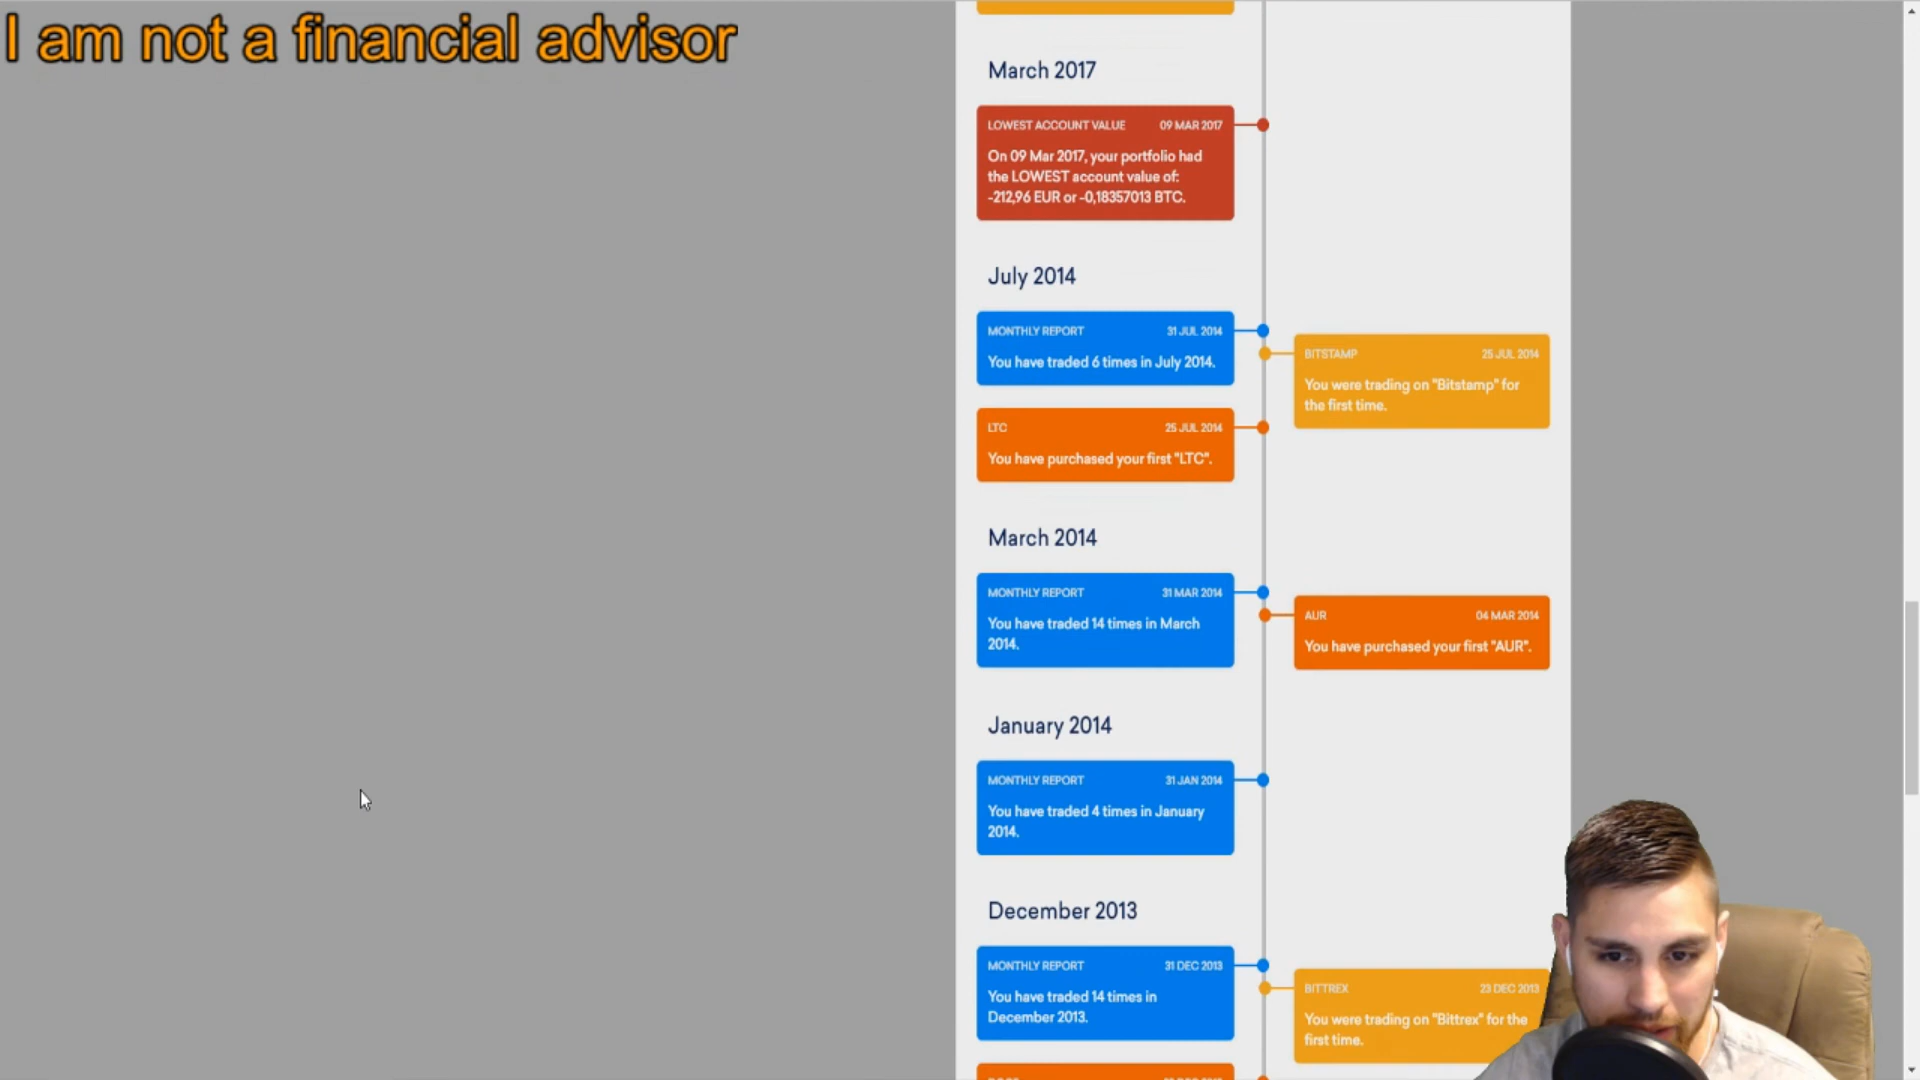 I am not a financial advisor
March 2017
LOWEST ACCOUNT VALUE 09 MAR 2017
On 09 Mar 2017, your portfolio had
the LOWEST account value of:
-212,96 EUR or -0,18357013 BTC.
July 2014
MONTHLY REPORT 31 JUL 2014
You have traded 6 times in July 2014.
BITSTAMP 25 JUL 2014
You were trading on "Bitstamp" for
the first time.
LTC 25 JUL 2014
You have purchased your first "LTC".
March 2014
MONTHLY REPORT 31 MAR 2014
You have traded 14 times in March
2014.
AUR 04 MAR 2014
You have purchased your first "AUR".
January 2014
MONTHLY REPORT 31 JAN 2014
You have traded 4 times in January
2014.
December 2013
MONTHLY REPORT 31 DEC 2013
You have traded 14 times in
December 2013.
BITTREX 23 DEC 2013
You were trading on "Bittrex" for the
first time.